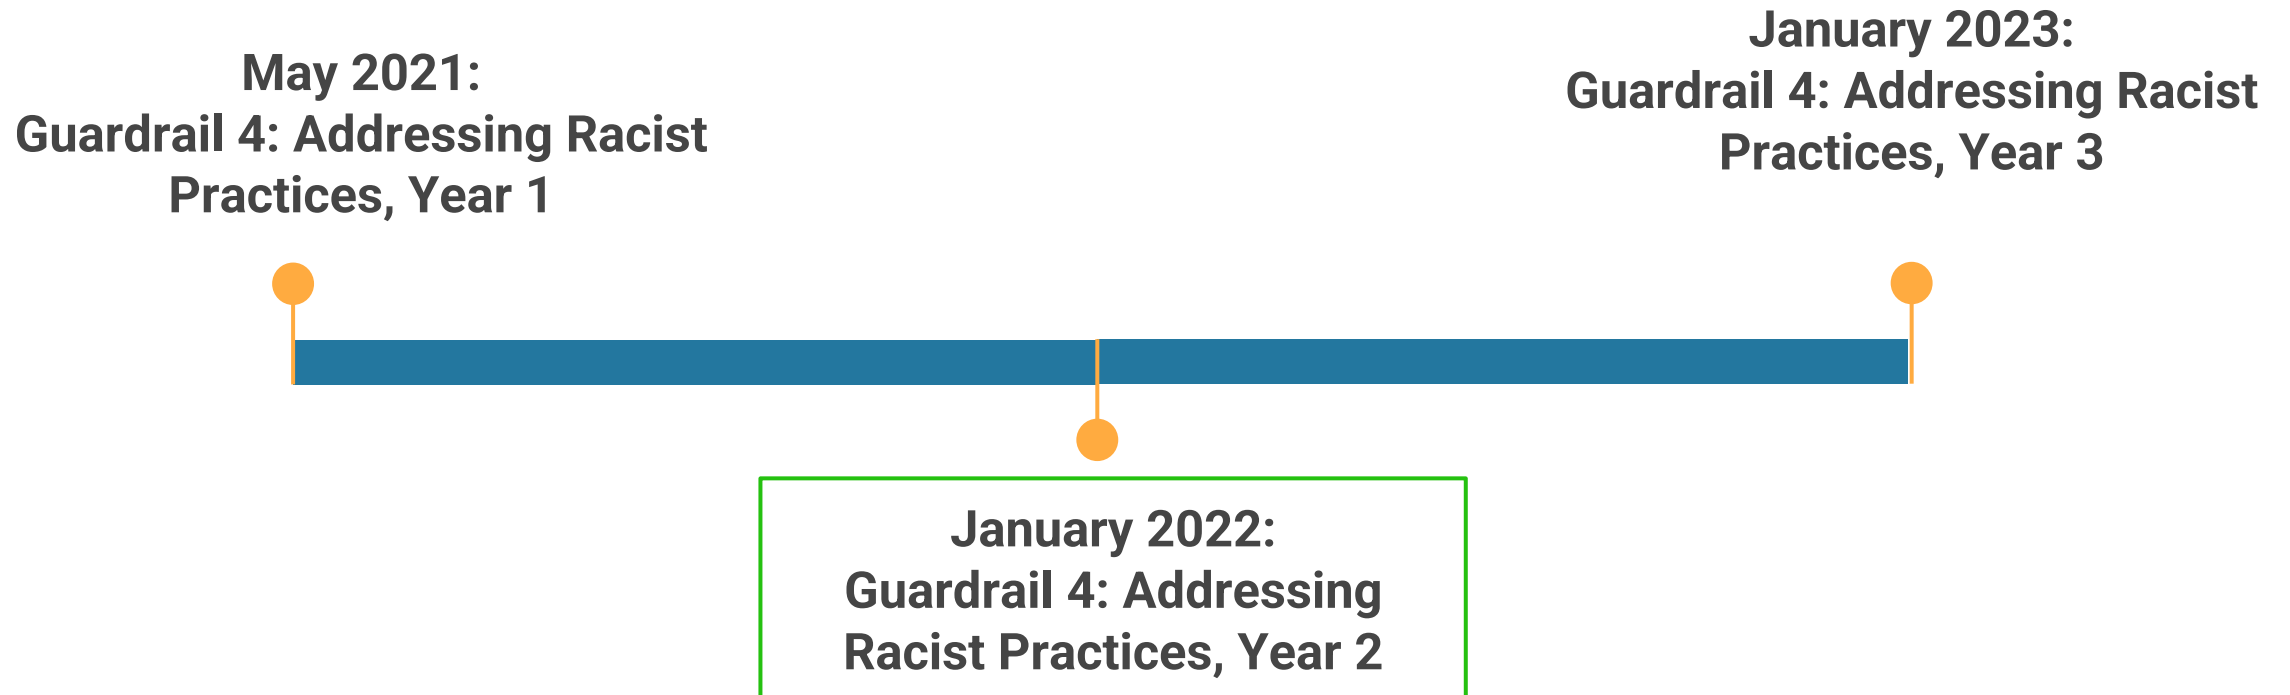 May 2021:
Guardrail 4: Addressing Racist
Practices, Year 1
January 2022:
Guardrail 4: Addressing
Racist Practices, Year 2
January 2023:
Guardrail 4: Addressing Racist
Practices, Year 3